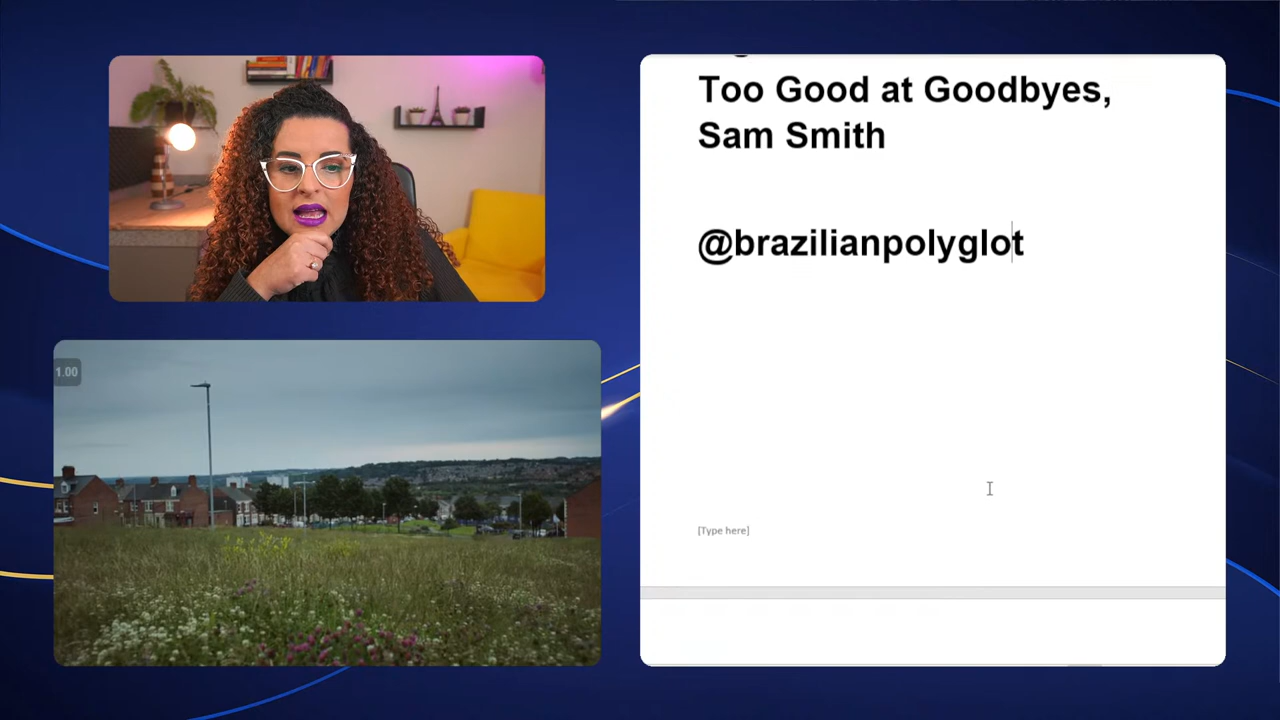 Too Good at Goodbyes,
Sam Smith
@brazilianpolyglot
[Type here]
1.00